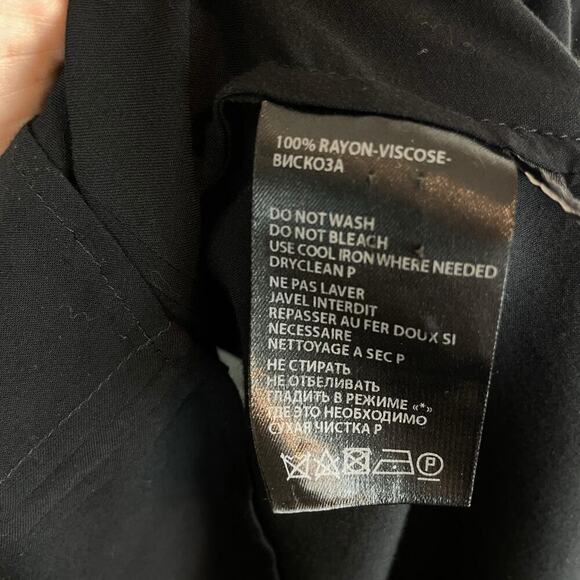 100% RAYON-VISCOSE-
ВИСКОЗА
DO NOT WASH
DO NOT BLEACH
USE COOL IRON WHERE NEEDED
DRYCLEAN P
NE PAS LAVER
JAVEL INTERDIT
REPASSER AU FER DOUX SI
NECESSAIRE
NETTOYAGE A SEC P
НЕ СТИРАТЬ
НЕ ОТБЕЛИВАТЬ
ГЛАДИТЬ В РЕЖИМЕ «*»
ГДЕ ЭТО НЕОБХОДИМО
СУХАЯ ЧИСТКА P
P